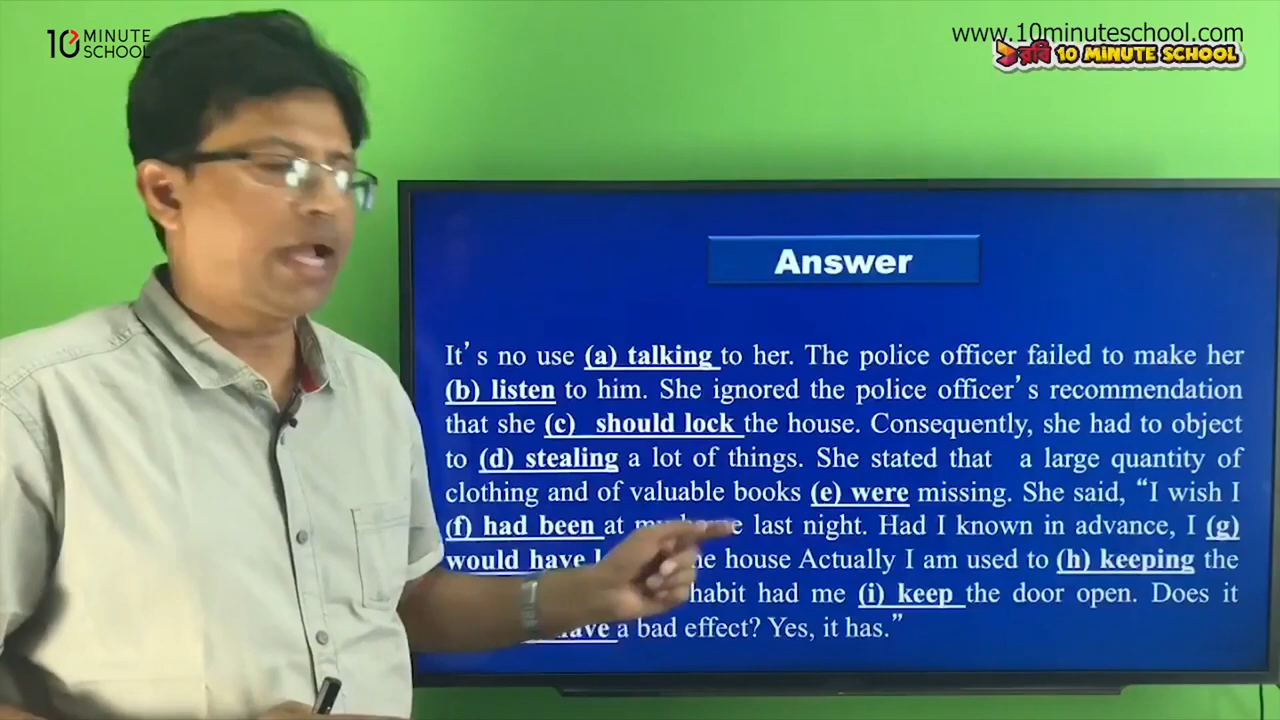 10 MINUTE SCHOOL
www.10minuteschool.com
রবি 10 MINUTE SCHOOL
Answer
It's no use (a) talking to her. The police officer failed to make her
(b) listen to him. She ignored the police officer's recommendation
that she (c) should lock the house. Consequently, she had to object
to (d) stealing a lot of things. She stated that a large quantity of
clothing and of valuable books (e) were missing. She said, “I wish I
(f) had been at my last night. Had I known in advance, I (g)
would have house Actually I am used to (h) keeping the
habit had me (i) keep the door open. Does it
have a bad effect? Yes, it has.”